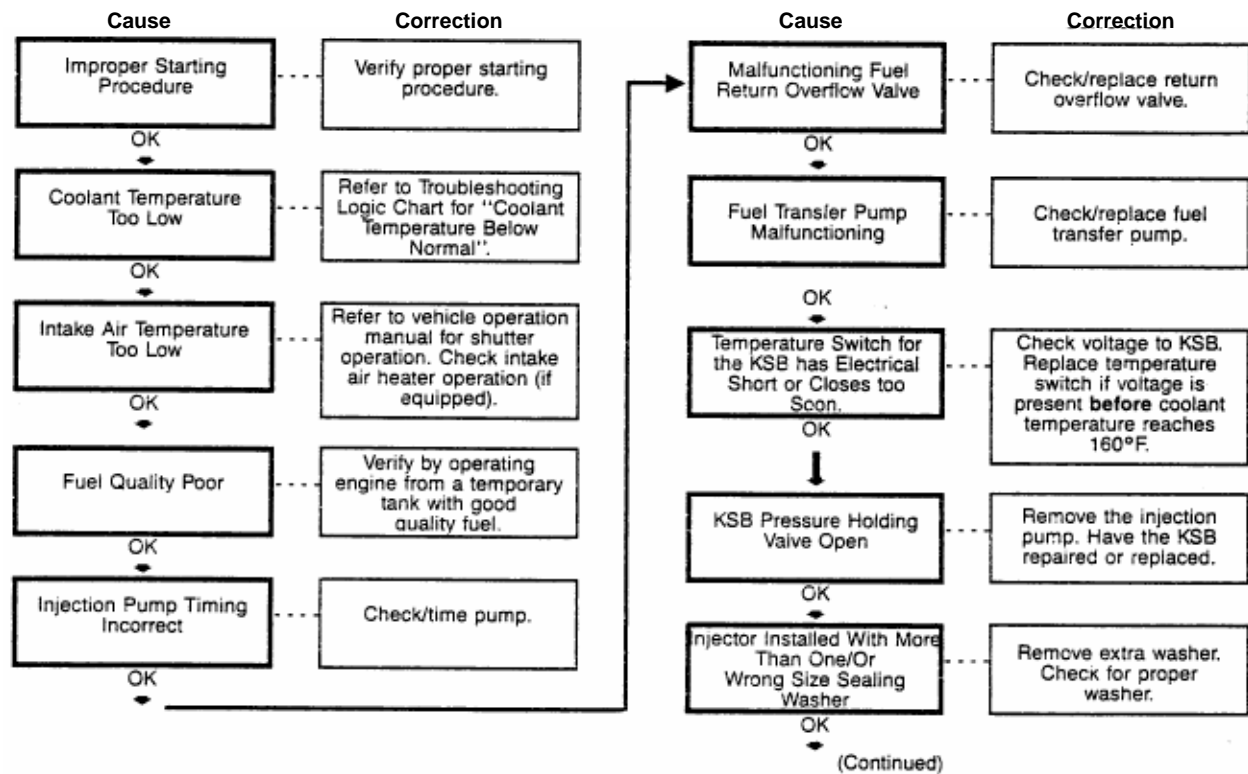 Cause
Correction
Improper Starting
Procedure
Verify proper starting
procedure.
OK
Coolant Temperature
Too Low
Refer to Troubleshooting
Logic Chart for "Coolant
Temperature Below
Normal".
OK
Intake Air Temperature
Too Low
Refer to vehicle operation
manual for shutter
operation. Check intake
air heater operation (if
equipped).
OK
Fuel Quality Poor
Verify by operating
engine from a temporary
tank with good
quality fuel.
OK
Injection Pump Timing
Incorrect
Check/time pump.
OK
Cause
Correction
Malfunctioning Fuel
Return Overflow Valve
Check/replace return
overflow valve.
OK
Fuel Transfer Pump
Malfunctioning
Check/replace fuel
transfer pump.
OK
Temperature Switch for
the KSB has Electrical
Short or Closes too
Soon.
Check voltage to KSB.
Replace temperature
switch if voltage is
present before coolant
temperature reaches
160°F.
OK
KSB Pressure Holding
Valve Open
Remove the injection
pump. Have the KSB
repaired or replaced.
OK
Injector Installed With More
Than One/Or
Wrong Size Sealing
Washer
Remove extra washer.
Check for proper
washer.
OK
(Continued)